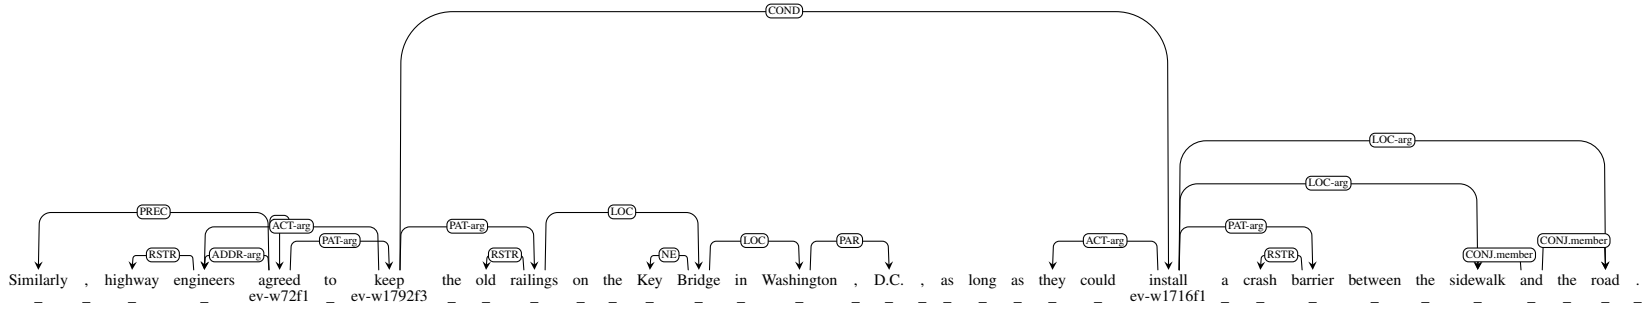 COND
LOC-arg
LOC-arg
PREC ACT-arg PAT-arg LOC PAT-arg
RSTR ADDR-arg PAT-arg RSTR NE LOC PAR ACT-arg RSTR CONJ.member CONJ.member
Similarly , highway engineers agreed to keep the old railings on the Key Bridge in Washington , D.C. , as long as they could install a crash barrier between the sidewalk and the road .
_ _ _ _ ev-w72f1 _ ev-w1792f3 _ _ _ _ _ _ _ _ _ _ _ _ _ _ _ _ _ ev-w1716f1 _ _ _ _ _ _ _ _ _ _